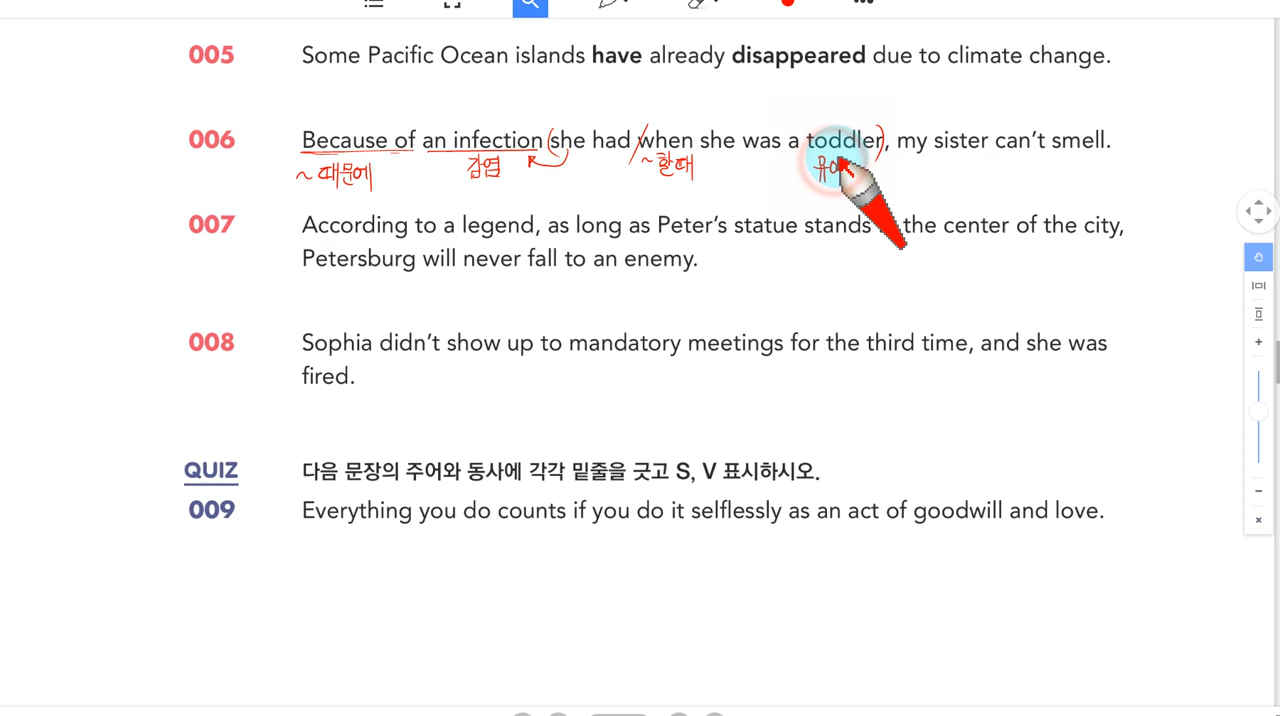 005 Some Pacific Ocean islands have already disappeared due to climate change.
006 Because of an infection (she had / when she was a toddler), my sister can't smell.
~때문에 감염 ~할때
007 According to a legend, as long as Peter's statue stands the center of the city,
Petersburg will never fall to an enemy.
008 Sophia didn't show up to mandatory meetings for the third time, and she was
fired.
QUIZ 다음 문장의 주어와 동사에 각각 밑줄을 긋고 S, V 표시하시오.
009 Everything you do counts if you do it selflessly as an act of goodwill and love.